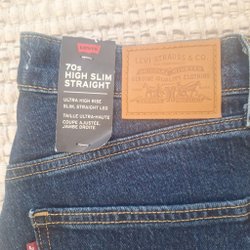 Levi's
70s
HIGH SLIM
STRAIGHT
ULTRA HIGH RISE
SLIM, STRAIGHT LEG
TAILLE ULTRA-HAUTE
COUPE AJUSTÉE,
JAMBE DROITE
LEVI STRAUSS & CO.